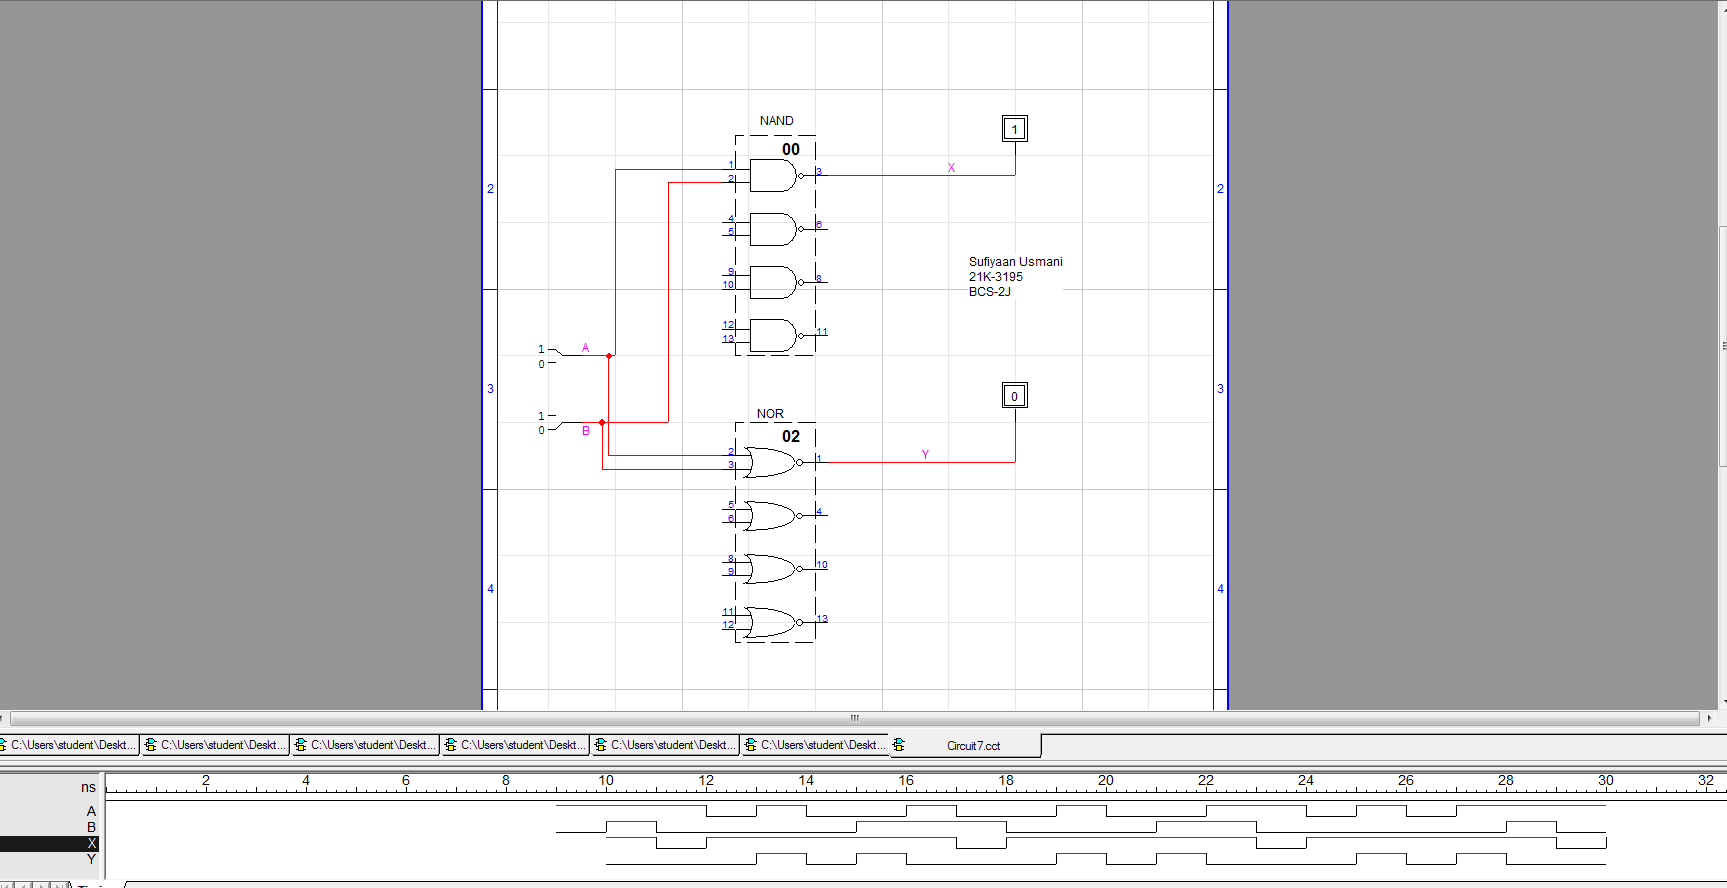 NAND
1
00
1
2
3
X
2
2
4
5
6
Sufiyaan Usmani
21K-3195
BCS-2J
9
10
8
12
13
11
1
0
A
3
3
0
1
0
B
NOR
02
2
3
1
Y
5
6
4
8
9
10
4
4
11
12
13
C:\Users\student\Deskt...
C:\Users\student\Deskt...
C:\Users\student\Deskt...
C:\Users\student\Deskt...
C:\Users\student\Deskt...
C:\Users\student\Deskt...
Circuit7.cct
ns
2 4 6 8 10 12 14 16 18 20 22 24 26 28 30 32
A
B
X
Y